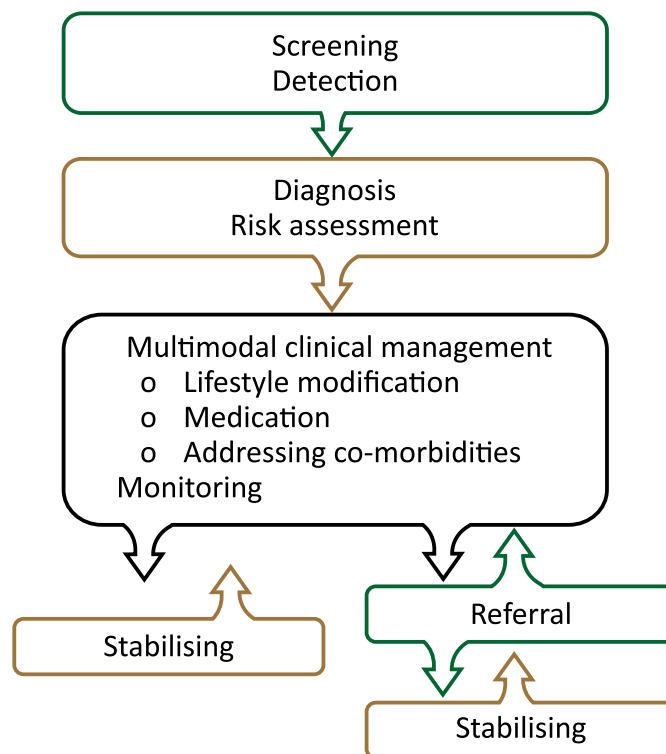 Screening
Detection
Diagnosis
Risk assessment
Multimodal clinical management
o Lifestyle modification
o Medication
o Addressing co-morbidities
Monitoring
Stabilising
Referral
Stabilising